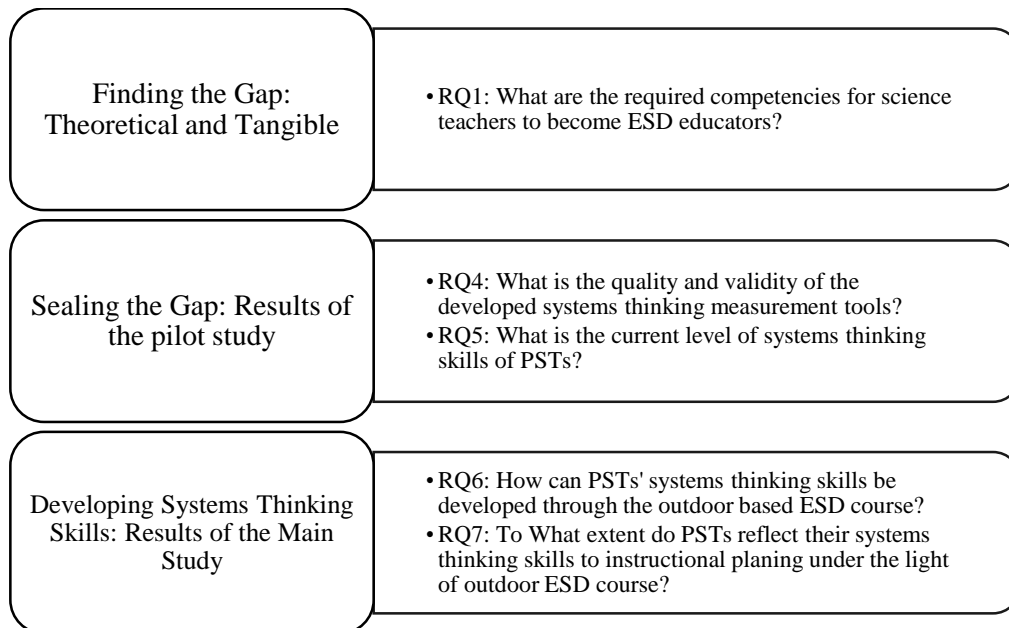 Finding the Gap:
Theoretical and Tangible
• RQ1: What are the required competencies for science
teachers to become ESD educators?
Sealing the Gap: Results of
the pilot study
• RQ4: What is the quality and validity of the
developed systems thinking measurement tools?
• RQ5: What is the current level of systems thinking
skills of PSTs?
Developing Systems Thinking
Skills: Results of the Main
Study
• RQ6: How can PSTs' systems thinking skills be
developed through the outdoor based ESD course?
• RQ7: To What extent do PSTs reflect their systems
thinking skills to instructional planing under the light
of outdoor ESD course?